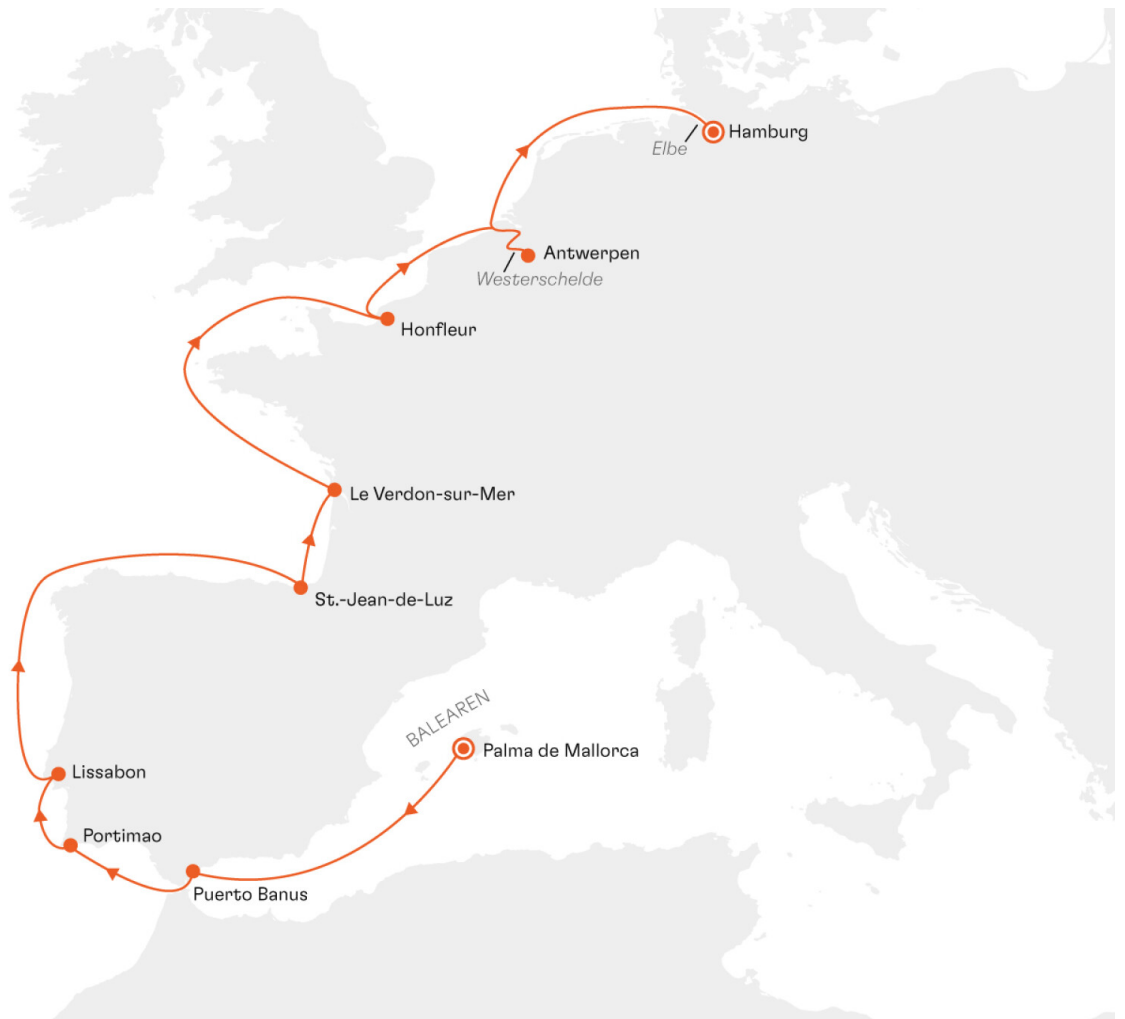 Hamburg
Elbe
Antwerpen
Westerschelde
Honfleur
Le Verdon-sur-Mer
St.-Jean-de-Luz
BALEAREN
Palma de Mallorca
Lissabon
Portimao
Puerto Banus